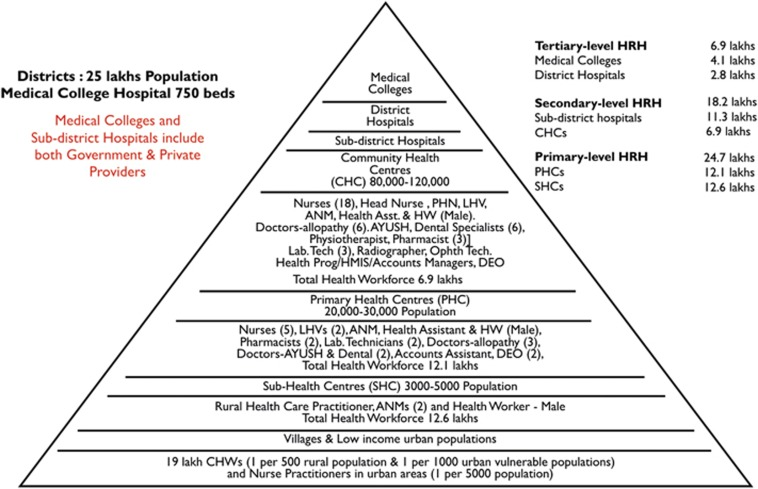 Districts : 25 lakhs Population
Medical College Hospital 750 beds
Medical Colleges and
Sub-district Hospitals include
both Government & Private
Providers
Medical
Colleges
District
Hospitals
Sub-district Hospitals
Community Health
Centres
(CHC) 80,000-120,000
Nurses (18), Head Nurse , PHN, LHV,
ANM, Health Asst. & HW (Male).
Doctors-allopathy (6). AYUSH, Dental Specialists (6),
Physiotherapist, Pharmacist (3)]
Lab. Tech (3), Radiographer, Ophth Tech.
Health Prog/HMIS/Accounts Managers, DEO
Total Health Workforce 6.9 lakhs
Primary Health Centres (PHC)
20,000-30,000 Population
Nurses (5), LHVs (2), ANM, Health Assistant & HW (Male),
Pharmacists (2), Lab. Technicians (2), Doctors-allopathy (3),
Doctors-AYUSH & Dental (2), Accounts Assistant, DEO (2),
Total Health Workforce 12.1 lakhs
Sub-Health Centres (SHC) 3000-5000 Population
Rural Health Care Practitioner, ANMs (2) and Health Worker - Male
Total Health Workforce 12.6 lakhs
Villages & Low income urban populations
19 lakh CHWs (1 per 500 rural population & 1 per 1000 urban vulnerable populations)
and Nurse Practitioners in urban areas (1 per 5000 population)
Tertiary-level HRH 6.9 lakhs
Medical Colleges 4.1 lakhs
District Hospitals 2.8 lakhs
Secondary-level HRH 18.2 lakhs
Sub-district hospitals 11.3 lakhs
CHCs 6.9 lakhs
Primary-level HRH 24.7 lakhs
PHCs 12.1 lakhs
SHCs 12.6 lakhs